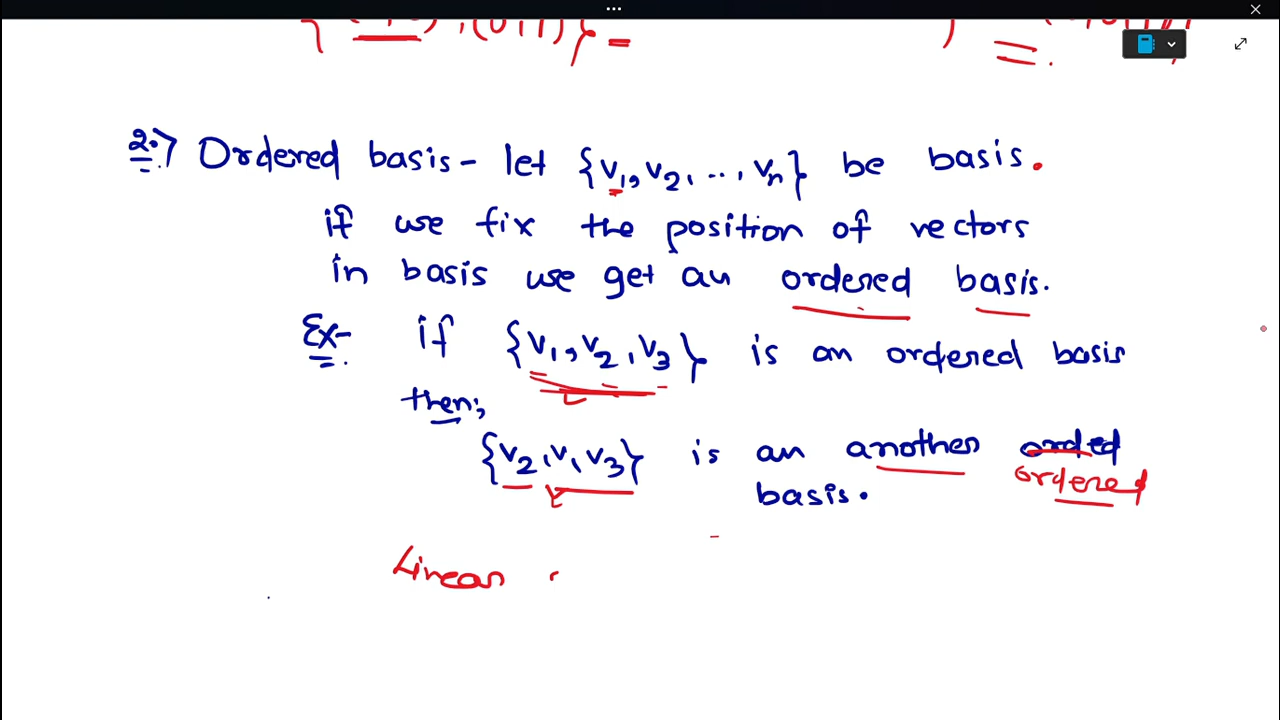 2.) Ordered basis - let {v1, v2, ..., vn} be basis.
if we fix the position of vectors
in basis we get an ordered basis.
Ex- if {v1, v2, v3} is an ordered basis
then;
{v2, v1, v3} is an another orded
ordered
basis.
Linear